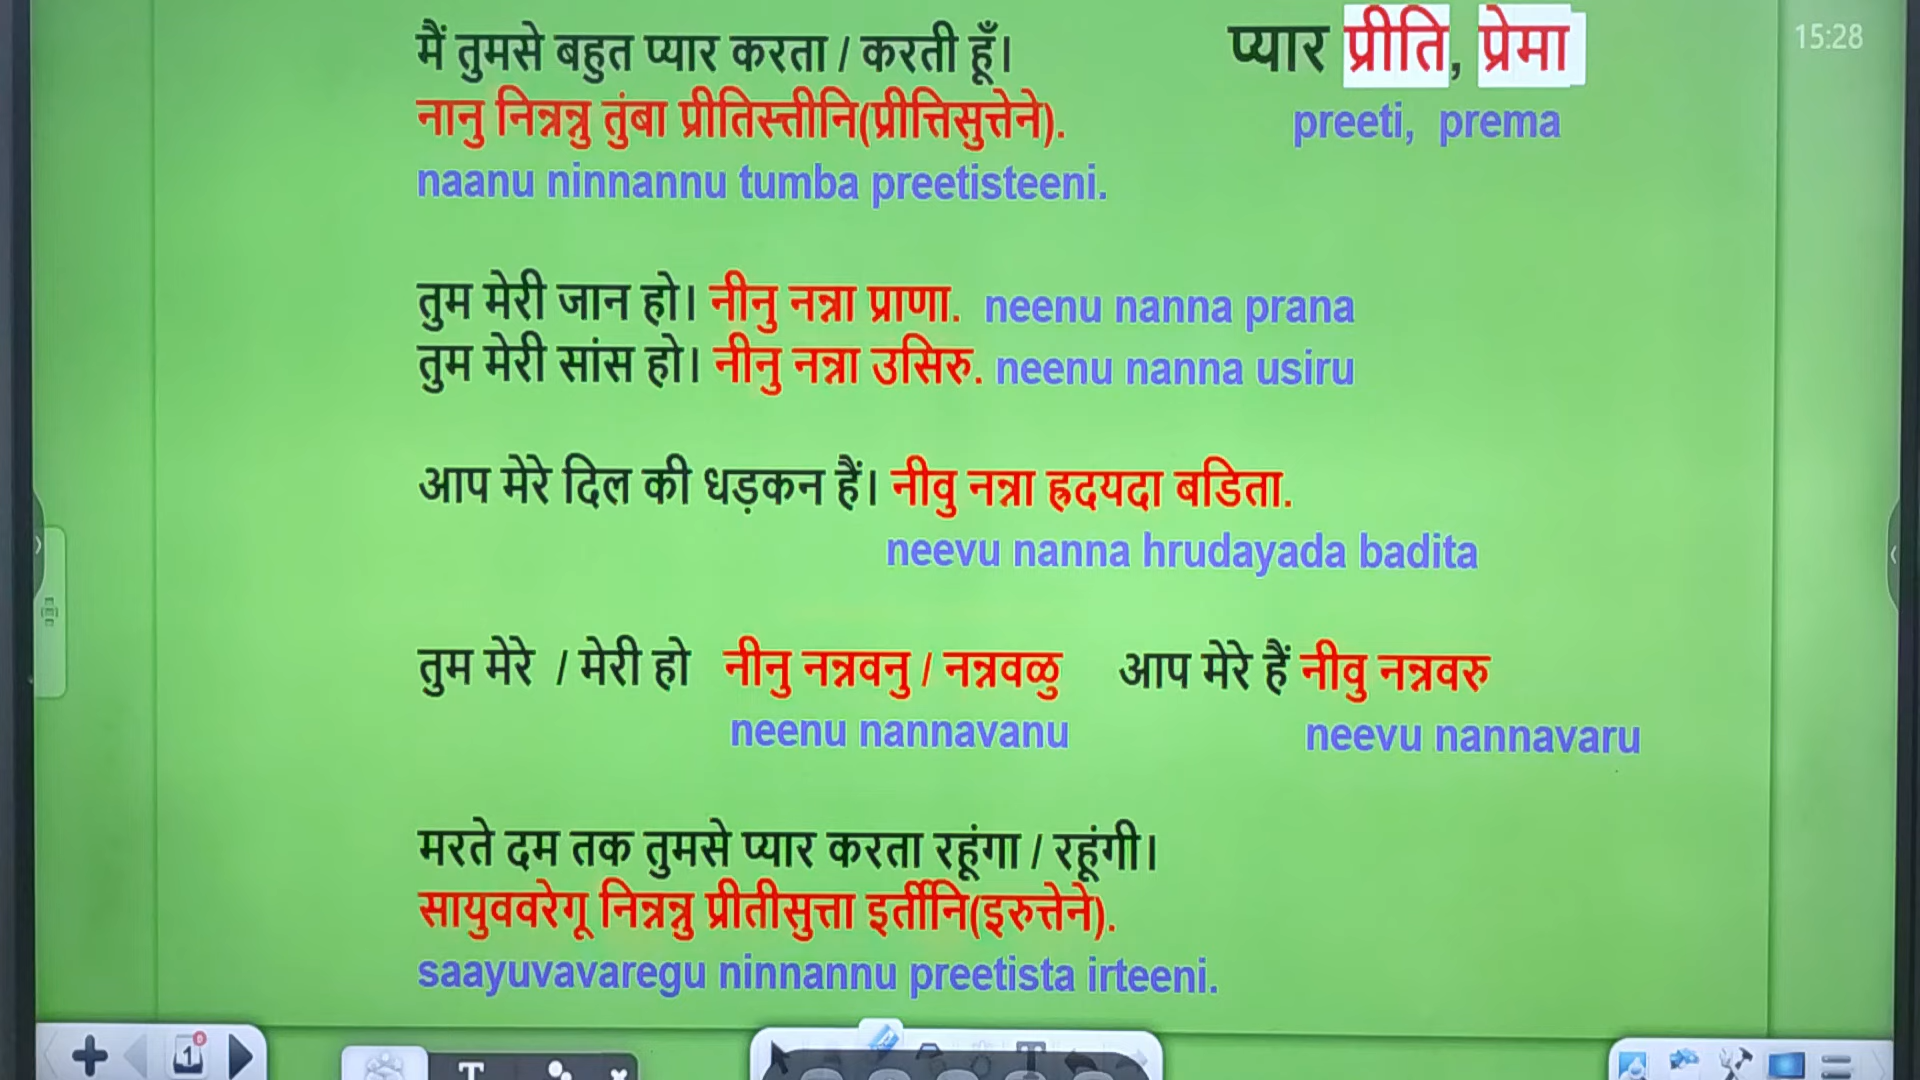 मैं तुमसे बहुत प्यार करता / करती हूँ। प्यार प्रीति, प्रेमा 15:28
नानु निन्नन्नु तुंबा प्रीतिस्तीनि(प्रीत्तिसुत्तेने). preeti, prema
naanu ninnannu tumba preetisteeni.
तुम मेरी जान हो। नीनु नन्ना प्राणा. neenu nanna prana
तुम मेरी सांस हो। नीनु नन्ना उसिरु. neenu nanna usiru
आप मेरे दिल की धड़कन हैं। नीवु नन्ना ह्रदयदा बडिता.
neevu nanna hrudayada badita
तुम मेरे / मेरी हो नीनु नन्नवनु / नन्नवळु आप मेरे हैं नीवु नन्नवरु
neenu nannavanu neevu nannavaru
मरते दम तक तुमसे प्यार करता रहूंगा / रहूंगी।
सायुववरेगू निन्नन्नु प्रीतीसुत्ता इर्तीनि(इरुत्तेने).
saayuvavaregu ninnannu preetista irteeni.
1
T